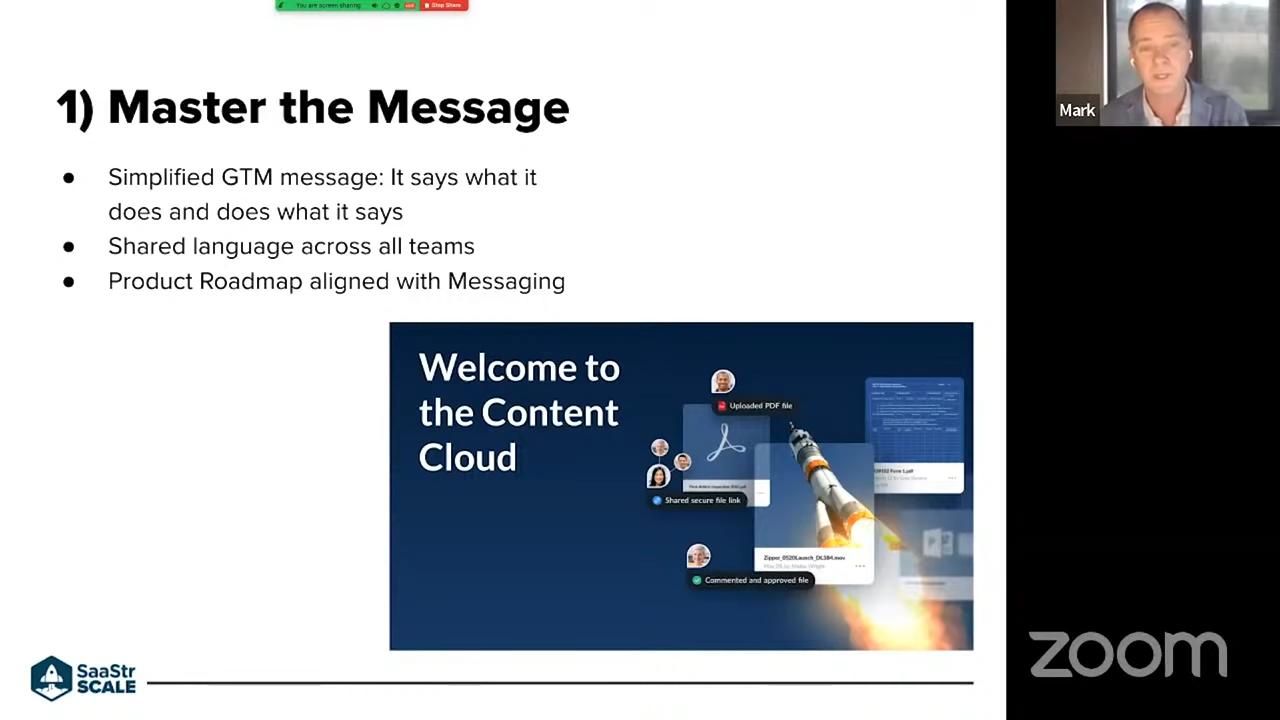 You are screen sharing
Stop Share
Mark
1) Master the Message
● Simplified GTM message: It says what it
does and does what it says
● Shared language across all teams
● Product Roadmap aligned with Messaging
Welcome to
the Content
Cloud
Uploaded PDF file
Shared secure file link
Zipper_0520Launch_DL384.mov
Commented and approved file
SaaStr
SCALE
zoom